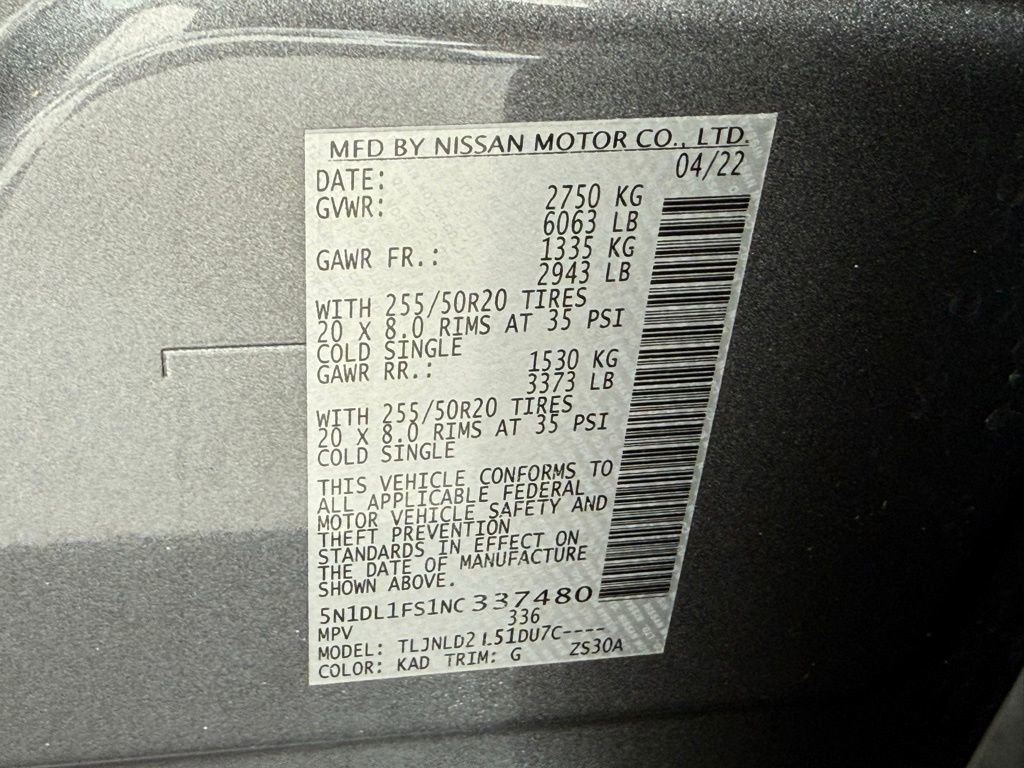 MFD BY NISSAN MOTOR CO., LTD.
DATE: 04/22
GVWR: 2750 KG
6063 LB
GAWR FR.: 1335 KG
2943 LB
WITH 255/50R20 TIRES
20 X 8.0 RIMS AT 35 PSI
COLD SINGLE
GAWR RR.: 1530 KG
3373 LB
WITH 255/50R20 TIRES
20 X 8.0 RIMS AT 35 PSI
COLD SINGLE
THIS VEHICLE CONFORMS TO
ALL APPLICABLE FEDERAL
MOTOR VEHICLE SAFETY AND
THEFT PREVENTION
STANDARDS IN EFFECT ON
THE DATE OF MANUFACTURE
SHOWN ABOVE.
5N1DL1FS1NC337480
MPV 336
MODEL: TLJNLD2 L51DU7C----
COLOR: KAD TRIM: G ZS30A